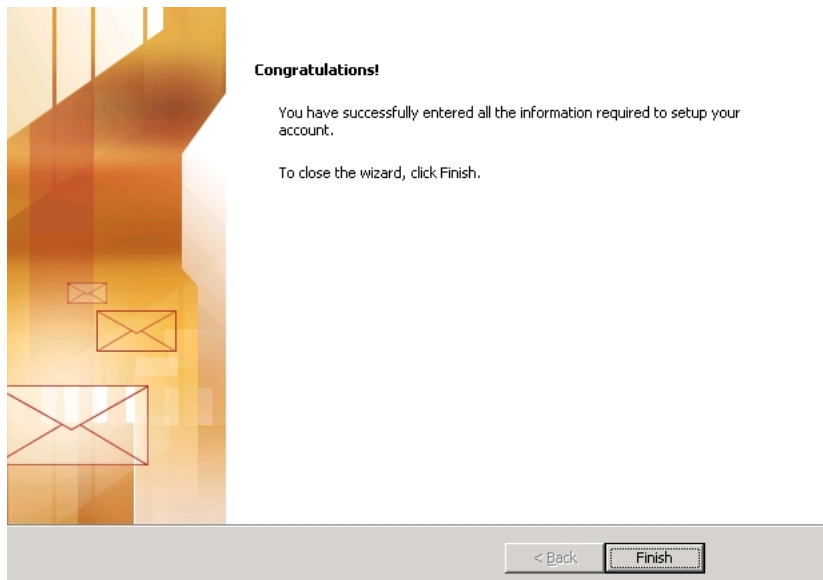 Congratulations!
You have successfully entered all the information required to setup your
account.
To close the wizard, click Finish.
< Back
Finish